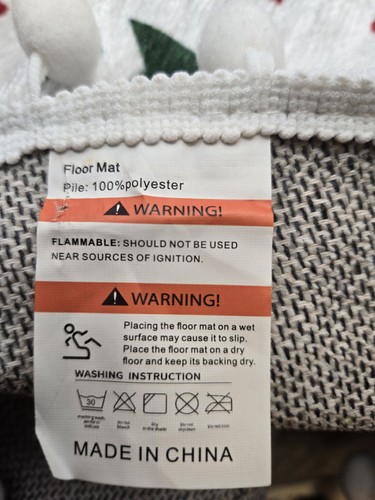 Floor Mat
Pile: 100%polyester
WARNING!
FLAMMABLE: SHOULD NOT BE USED
NEAR SOURCES OF IGNITION.
WARNING!
Placing the floor mat on a wet
surface may cause it to slip.
Place the floor mat on a dry
floor and keep its backing dry.
WASHING INSTRUCTION
30
MADE IN CHINA